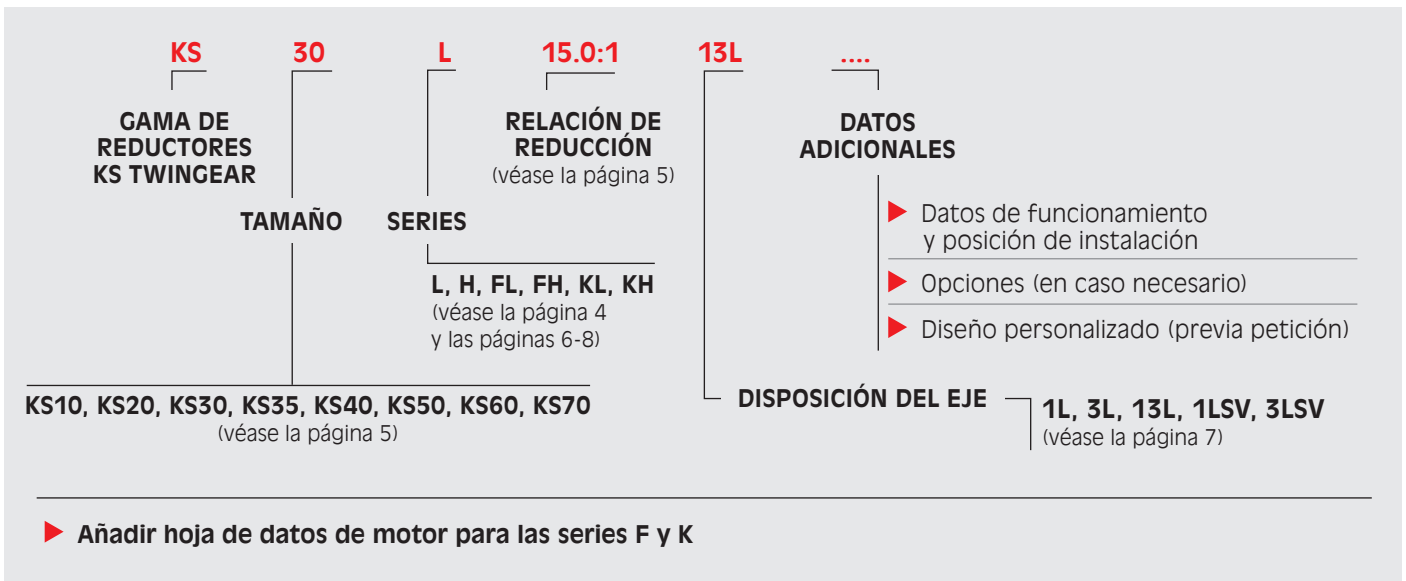 KS 30 L 15.0:1 13L ....
GAMA DE
REDUCTORES
KS TWINGEAR
RELACIÓN DE
REDUCCIÓN
(véase la página 5)
DATOS
ADICIONALES
TAMAÑO
SERIES
Datos de funcionamiento
y posición de instalación
Opciones (en caso necesario)
Diseño personalizado (previa petición)
L, H, FL, FH, KL, KH
(véase la página 4
y las páginas 6-8)
KS10, KS20, KS30, KS35, KS40, KS50, KS60, KS70
(véase la página 5)
DISPOSICIÓN DEL EJE
1L, 3L, 13L, 1LSV, 3LSV
(véase la página 7)
Añadir hoja de datos de motor para las series F y K